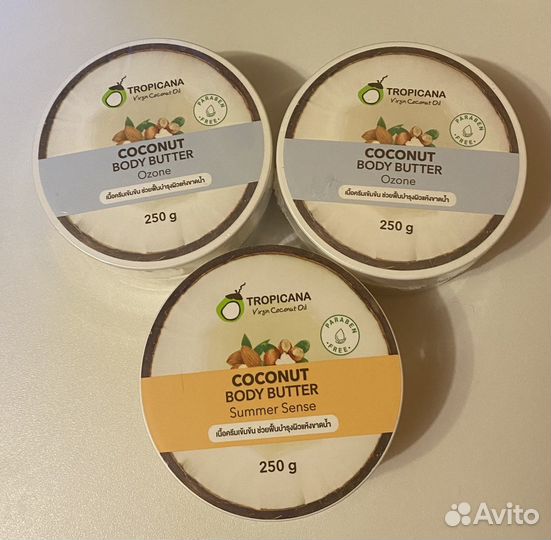 TROPICANA
Virgin Coconut Oil
PARABEN
FREE
COCONUT
BODY BUTTER
Ozone
เนื้อครีมเข้มข้น ช่วยฟื้นบำรุงผิวแห้งขาดน้ำ
250 g
TROPICANA
Virgin Coconut Oil
PARABEN
FREE
COCONUT
BODY BUTTER
Ozone
เนื้อครีมเข้มข้น ช่วยฟื้นบำรุงผิวแห้งขาดน้ำ
250 g
TROPICANA
Virgin Coconut Oil
PARABEN
FREE
COCONUT
BODY BUTTER
Summer Sense
เนื้อครีมเข้มข้น ช่วยฟื้นบำรุงผิวแห้งขาดน้ำ
250 g
Avito